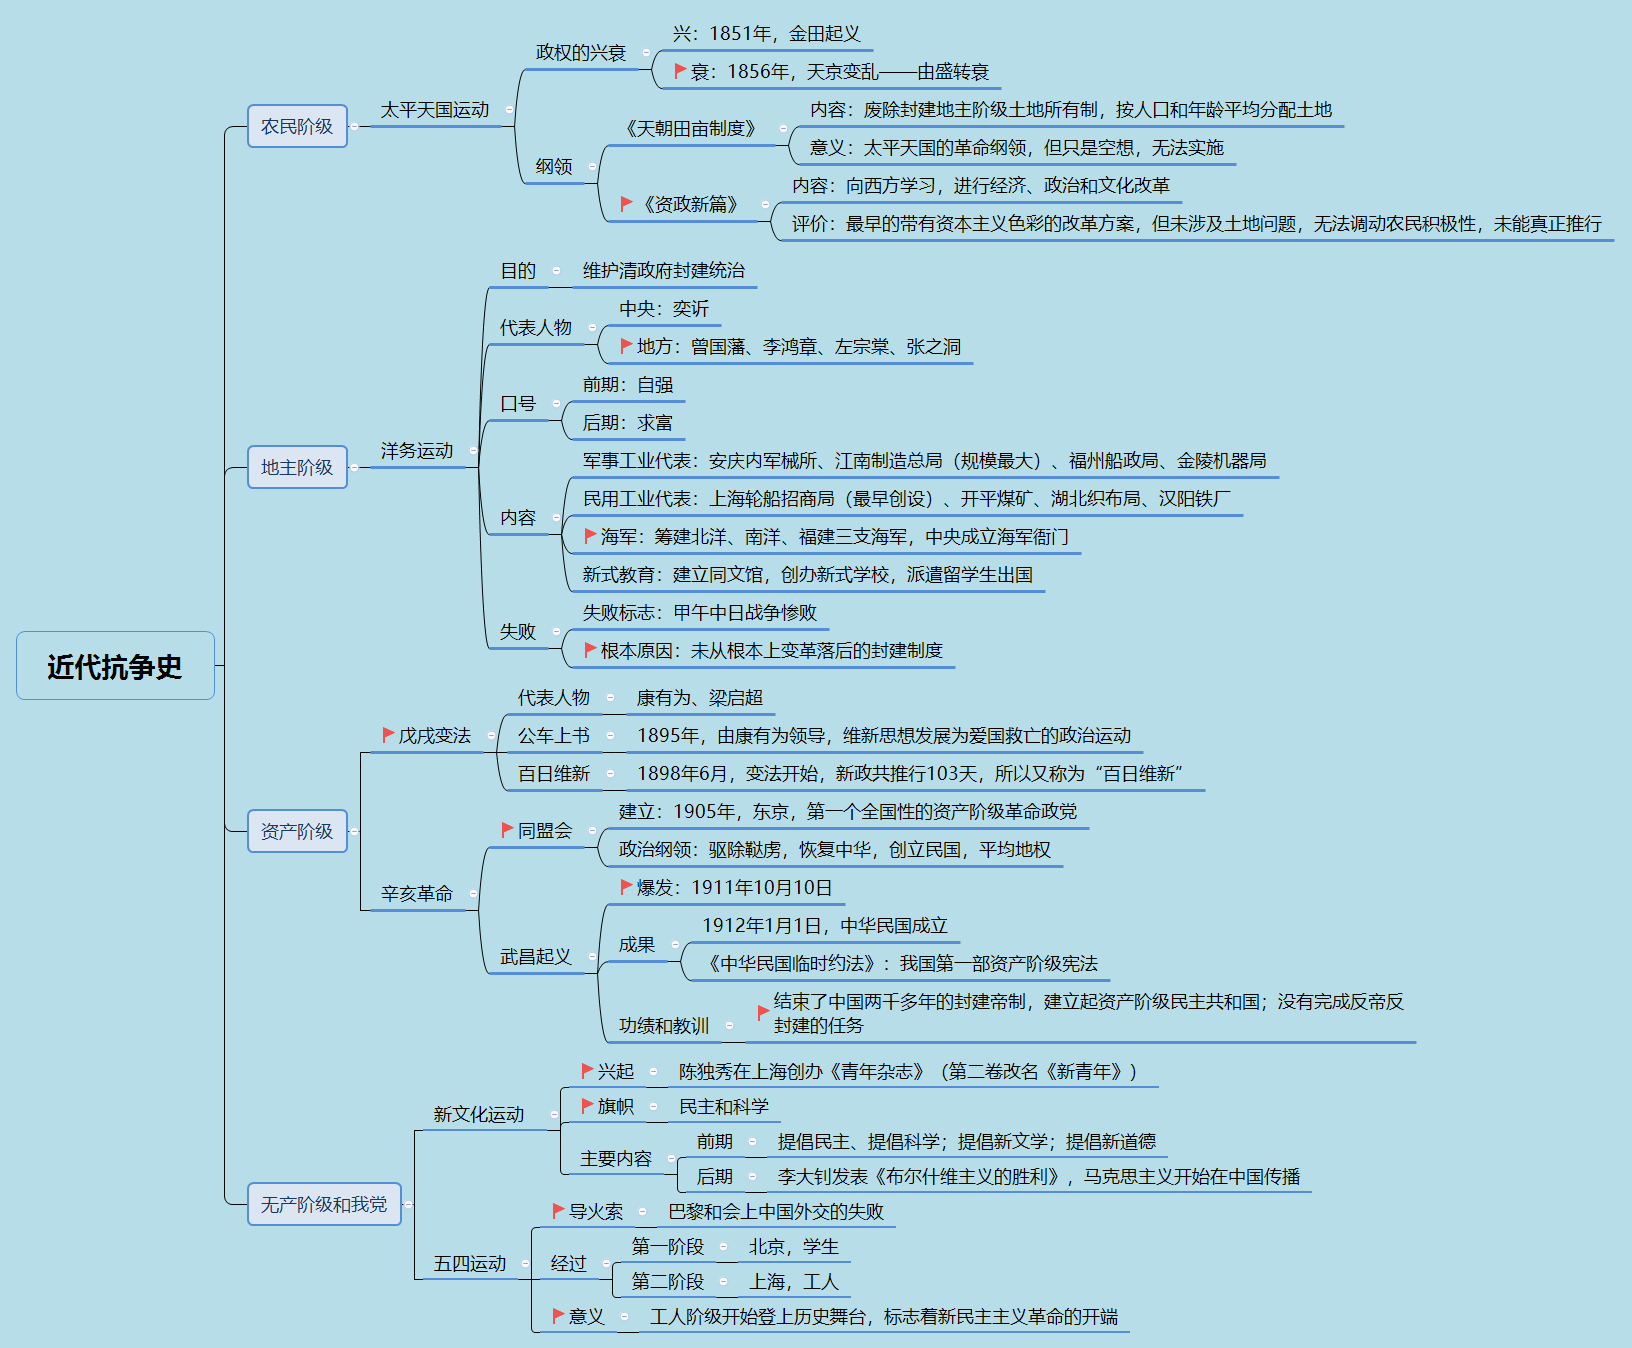 近代抗争史
农民阶级
太平天国运动
政权的兴衰
兴：1851年，金田起义
衰：1856年，天京变乱——由盛转衰
纲领
《天朝田亩制度》
内容：废除封建地主阶级土地所有制，按人口和年龄平均分配土地
意义：太平天国的革命纲领，但只是空想，无法实施
《资政新篇》
内容：向西方学习，进行经济、政治和文化改革
评价：最早的带有资本主义色彩的改革方案，但未涉及土地问题，无法调动农民积极性，未能真正推行
地主阶级
洋务运动
目的
维护清政府封建统治
代表人物
中央：奕䜣
地方：曾国藩、李鸿章、左宗棠、张之洞
口号
前期：自强
后期：求富
内容
军事工业代表：安庆内军械所、江南制造总局（规模最大）、福州船政局、金陵机器局
民用工业代表：上海轮船招商局（最早创设）、开平煤矿、湖北织布局、汉阳铁厂
海军：筹建北洋、南洋、福建三支海军，中央成立海军衙门
新式教育：建立同文馆，创办新式学校，派遣留学生出国
失败
失败标志：甲午中日战争惨败
根本原因：未从根本上变革落后的封建制度
资产阶级
戊戌变法
代表人物
康有为、梁启超
公车上书
1895年，由康有为领导，维新思想发展为爱国救亡的政治运动
百日维新
1898年6月，变法开始，新政共推行103天，所以又称为“百日维新”
辛亥革命
同盟会
建立：1905年，东京，第一个全国性的资产阶级革命政党
政治纲领：驱除鞑虏，恢复中华，创立民国，平均地权
武昌起义
爆发：1911年10月10日
成果
1912年1月1日，中华民国成立
《中华民国临时约法》：我国第一部资产阶级宪法
功绩和教训
结束了中国两千多年的封建帝制，建立起资产阶级民主共和国；没有完成反帝反
封建的任务
无产阶级和我党
新文化运动
兴起
陈独秀在上海创办《青年杂志》（第二卷改名《新青年》）
旗帜
民主和科学
主要内容
前期
提倡民主、提倡科学；提倡新文学；提倡新道德
后期
李大钊发表《布尔什维主义的胜利》，马克思主义开始在中国传播
五四运动
导火索
巴黎和会上中国外交的失败
经过
第一阶段
北京，学生
第二阶段
上海，工人
意义
工人阶级开始登上历史舞台，标志着新民主主义革命的开端